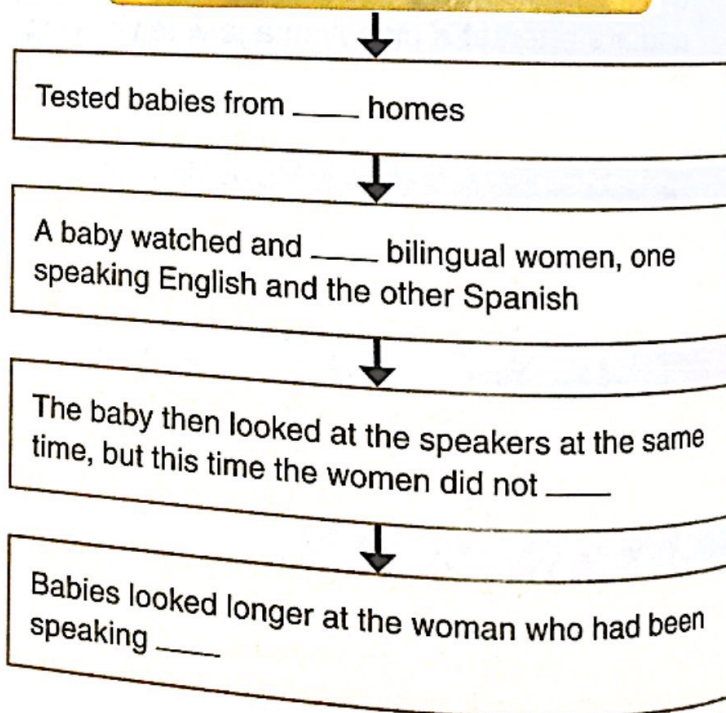 Tested babies from ____ homes
A baby watched and ____ bilingual women, one
speaking English and the other Spanish
The baby then looked at the speakers at the same
time, but this time the women did not ____
Babies looked longer at the woman who had been
speaking ____